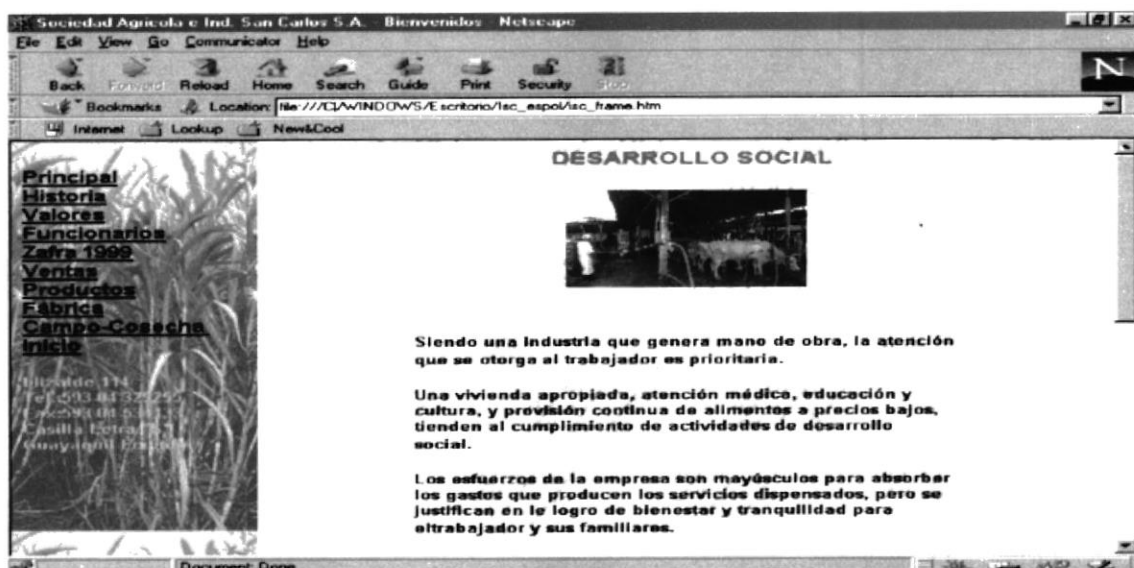 Sociedad Agrícola e Ind. San Carlos S.A. - Bienvenidos - Netscape
File Edit View Go Communicator Help
Back Forward Reload Home Search Guide Print Security Stop
N
Bookmarks Location: file:///C|/WINDOWS/Escritorio/Isc_espol/isc_frame.htm
Internet Lookup New&Cool
Principal
Historia
Valores
Funcionarios
Zafra 1999
Ventas
Productos
Fábrica
Campo-Cosecha
Inicio
Elizalde 114
Casilla
Guayaquil
DESARROLLO SOCIAL
Siendo una industria que genera mano de obra, la atención
que se otorga al trabajador es prioritaria.
Una vivienda apropiada, atención médica, educación y
cultura, y provisión continua de alimentos a precios bajos,
tienden al cumplimiento de actividades de desarrollo
social.
Los esfuerzos de la empresa son mayúsculos para absorber
los gastos que producen los servicios dispensados, pero se
justifican en le logro de bienestar y tranquilidad para
eltrabajador y sus familiares.
Document: Done